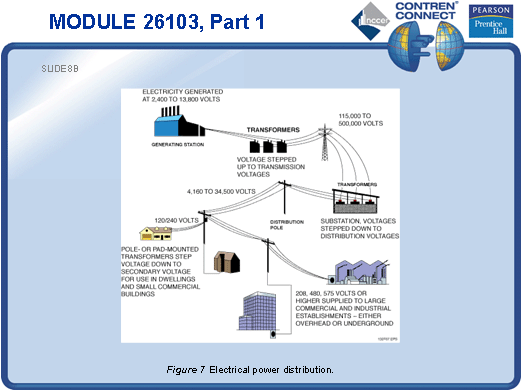 MODULE 26103, Part 1
nccer
CONTREN®
CONNECT
PEARSON
Prentice
Hall
SLIDE 8B
ELECTRICITY GENERATED
AT 2,400 TO 13,800 VOLTS
115,000 TO
500,000 VOLTS
TRANSFORMERS
GENERATING STATION
VOLTAGE STEPPED
UP TO TRANSMISSION
VOLTAGES
TRANSFORMERS
4,160 TO 34,500 VOLTS
120/240 VOLTS
DISTRIBUTION
POLE
SUBSTATION, VOLTAGES
STEPPED DOWN TO
DISTRIBUTION VOLTAGES
POLE- OR PAD-MOUNTED
TRANSFORMERS STEP
VOLTAGE DOWN TO
SECONDARY VOLTAGE
FOR USE IN DWELLINGS
AND SMALL COMMERCIAL
BUILDINGS
208, 480, 575 VOLTS OR
HIGHER SUPPLIED TO LARGE
COMMERCIAL AND INDUSTRIAL
ESTABLISHMENTS – EITHER
OVERHEAD OR UNDERGROUND
Figure 7 Electrical power distribution.